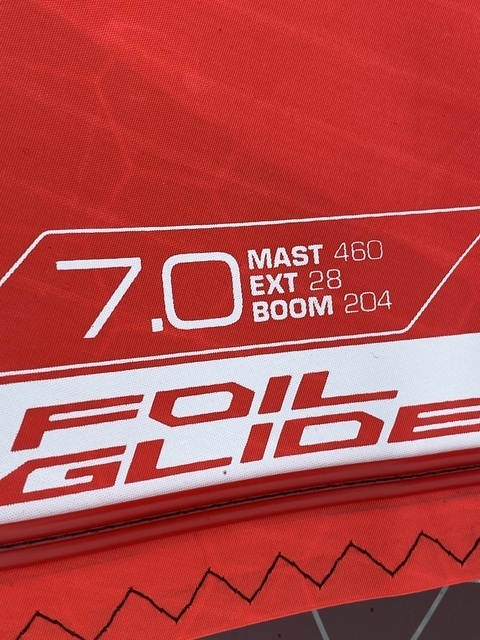 7.0
MAST 460
EXT 28
BOOM 204
FOIL
GLIDE